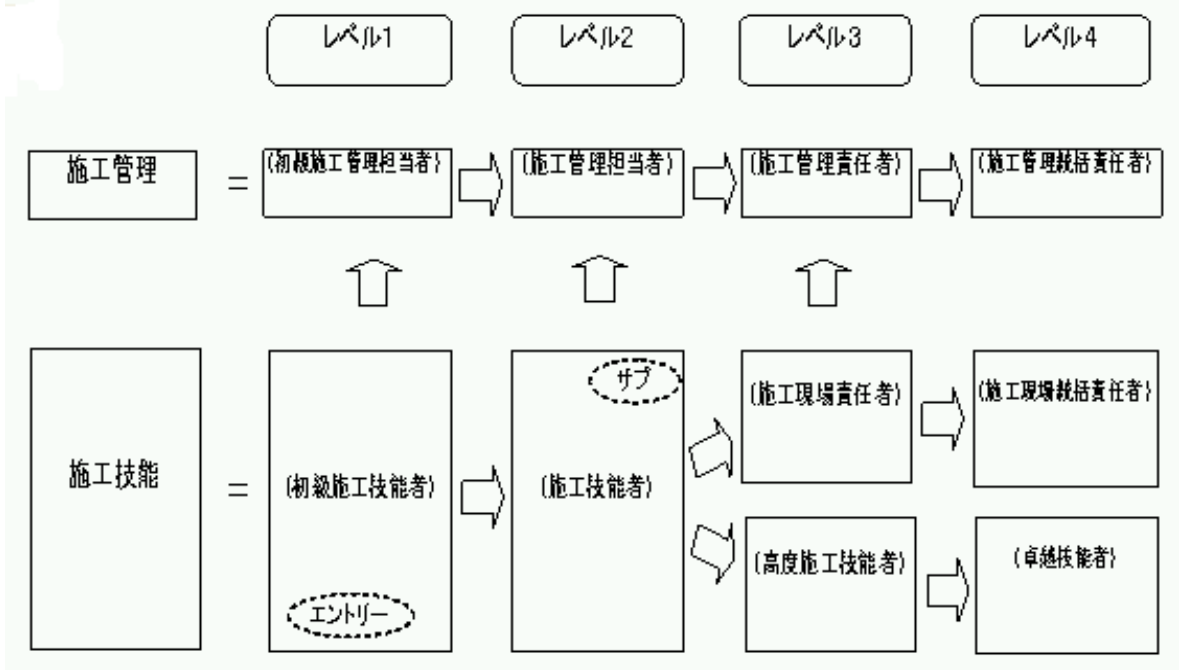 レベル1
レベル2
レベル3
レベル4
施工管理
=
(初級施工管理担当者)
(施工管理担当者)
(施工管理責任者)
(施工管理統括責任者)
施工技能
=
(初級施工技能者)
エントリー
(施工技能者)
サブ
(施工現場責任者)
(施工現場統括責任者)
(高度施工技能者)
(卓越技能者)